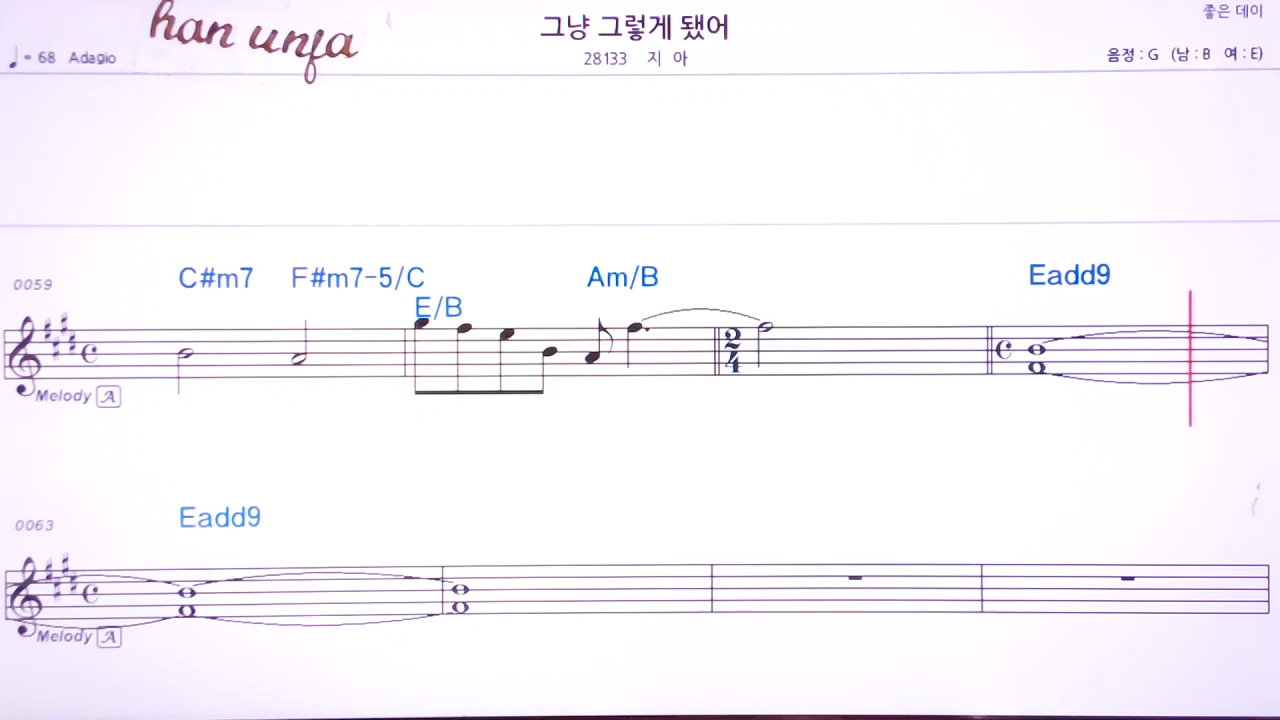 han unja
그냥 그렇게 됐어
좋은 데이
♩= 68 Adagio
28133 지 아
음정 : G (남 : B 여 : E)
0059
C#m7 F#m7-5/C E/B Am/B Eadd9
2/4
Melody A
0063
Eadd9
Melody A